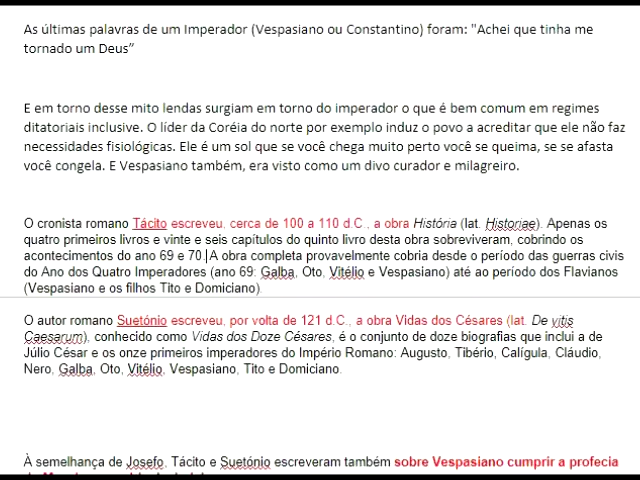 As últimas palavras de um Imperador (Vespasiano ou Constantino) foram: "Achei que tinha me
tornado um Deus”
E em torno desse mito lendas surgiam em torno do imperador o que é bem comum em regimes
ditatoriais inclusive. O líder da Coréia do norte por exemplo induz o povo a acreditar que ele não faz
necessidades fisiológicas. Ele é um sol que se você chega muito perto você se queima, se se afasta
você congela. E Vespasiano também, era visto como um divo curador e milagreiro.
O cronista romano Tácito escreveu, cerca de 100 a 110 d.C., a obra História (lat. Historiae). Apenas os
quatro primeiros livros e vinte e seis capítulos do quinto livro desta obra sobreviveram, cobrindo os
acontecimentos do ano 69 e 70. A obra completa provavelmente cobria desde o período das guerras civis
do Ano dos Quatro Imperadores (ano 69: Galba, Oto, Vitélio e Vespasiano) até ao período dos Flavianos
(Vespasiano e os filhos Tito e Domiciano).
O autor romano Suetónio escreveu, por volta de 121 d.C., a obra Vidas dos Césares (lat. De vitis
Caesarum), conhecido como Vidas dos Doze Césares, é o conjunto de doze biografias que inclui a de
Júlio César e os onze primeiros imperadores do Império Romano: Augusto, Tibério, Calígula, Cláudio,
Nero, Galba, Oto, Vitélio, Vespasiano, Tito e Domiciano.
À semelhança de Josefo, Tácito e Suetónio escreveram também sobre Vespasiano cumprir a profecia